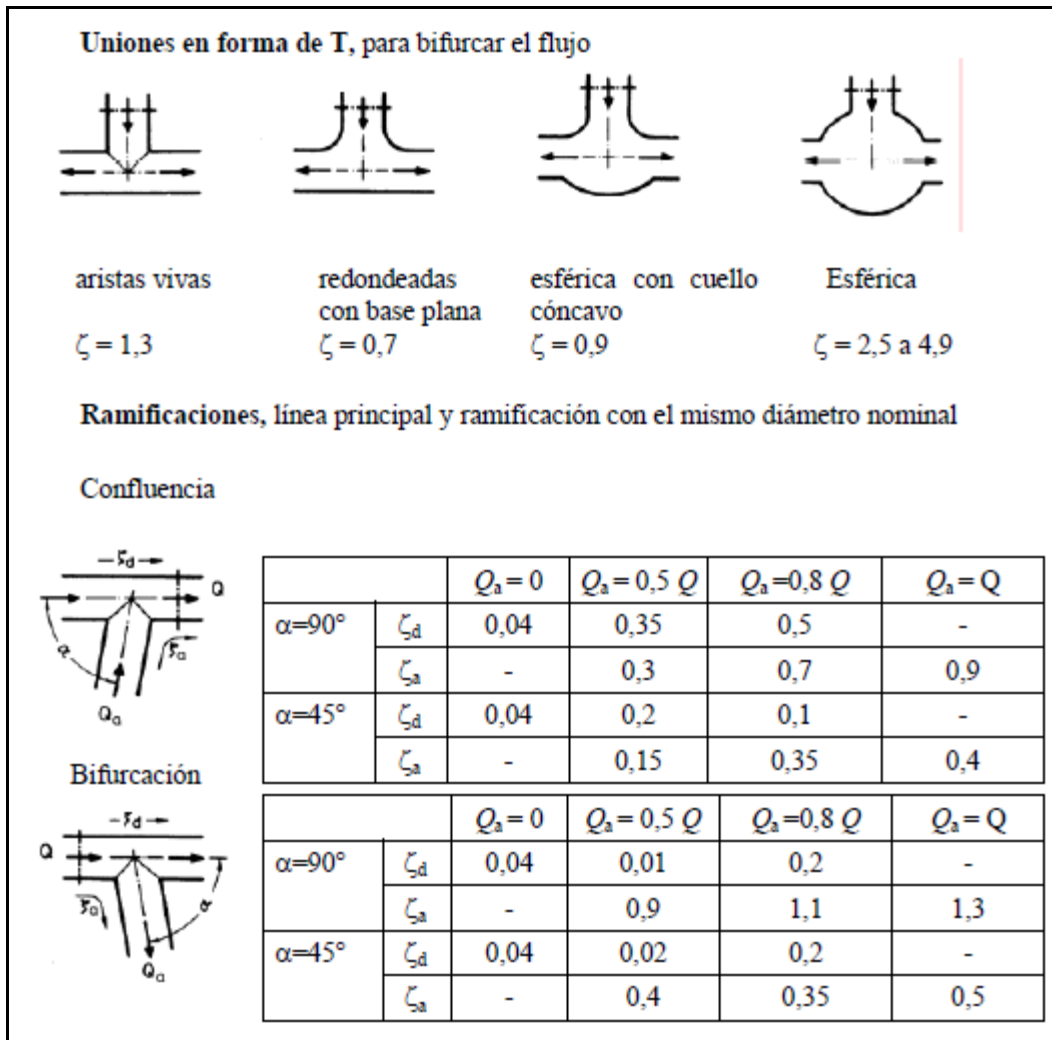 Uniones en forma de T, para bifurcar el flujo
aristas vivas
ζ = 1,3
redondeadas
con base plana
ζ = 0,7
esférica con cuello
cóncavo
ζ = 0,9
Esférica
ζ = 2,5 a 4,9
Ramificaciones, línea principal y ramificación con el mismo diámetro nominal
Confluencia
ζd
Q
α
ζa
Qa
Qa = 0 Qa = 0,5 Q Qa =0,8 Q Qa = Q
α=90° ζd 0,04 0,35 0,5 -
ζa - 0,3 0,7 0,9
α=45° ζd 0,04 0,2 0,1 -
ζa - 0,15 0,35 0,4
Bifurcación
ζd
Q
ζa
α
Qa
Qa = 0 Qa = 0,5 Q Qa =0,8 Q Qa = Q
α=90° ζd 0,04 0,01 0,2 -
ζa - 0,9 1,1 1,3
α=45° ζd 0,04 0,02 0,2 -
ζa - 0,4 0,35 0,5